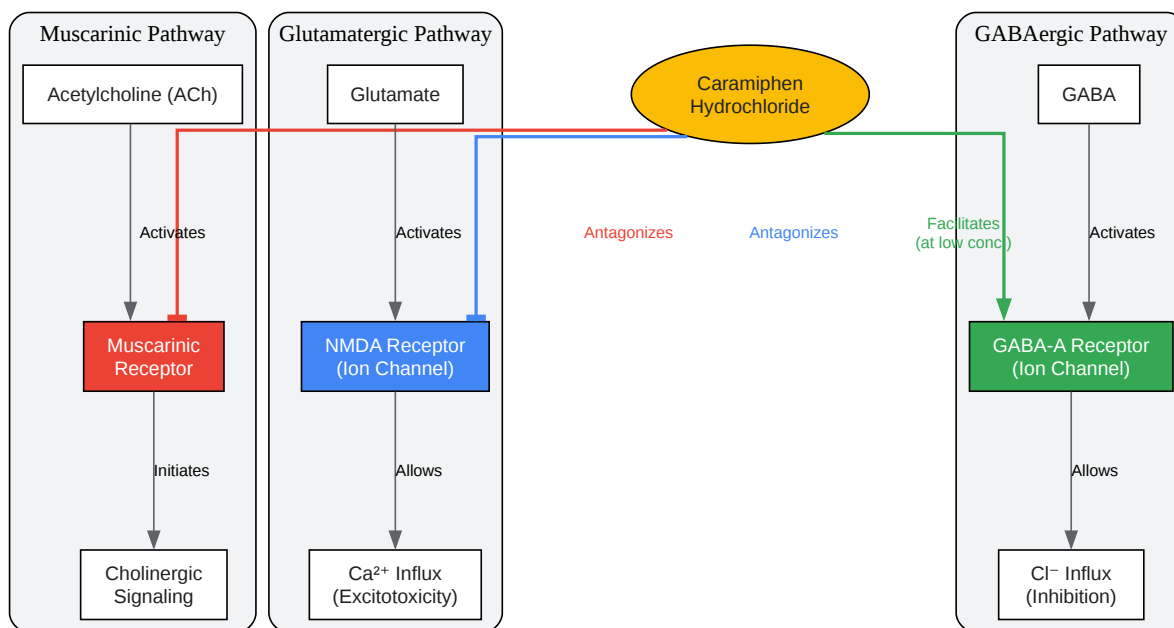 Muscarinic Pathway
Glutamatergic Pathway
GABAergic Pathway
Acetylcholine (ACh)
Glutamate
Caramiphen
Hydrochloride
GABA
Activates
Activates
Antagonizes
Antagonizes
Facilitates
(at low conc.)
Activates
Muscarinic
Receptor
NMDA Receptor
(Ion Channel)
GABA-A Receptor
(Ion Channel)
Initiates
Allows
Allows
Cholinergic
Signaling
Ca²⁺ Influx
(Excitotoxicity)
Cl⁻ Influx
(Inhibition)